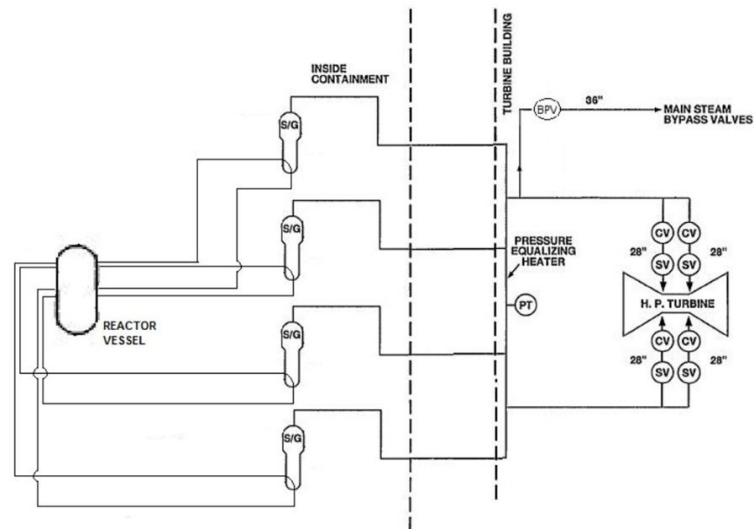 INSIDE
CONTAINMENT
TURBINE BUILDING
BPV
36"
MAIN STEAM
BYPASS VALVES
S/G
S/G
S/G
S/G
REACTOR
VESSEL
PRESSURE
EQUALIZING
HEATER
PT
CV
CV
28"
SV
SV
28"
H. P. TURBINE
CV
CV
28"
SV
SV
28"